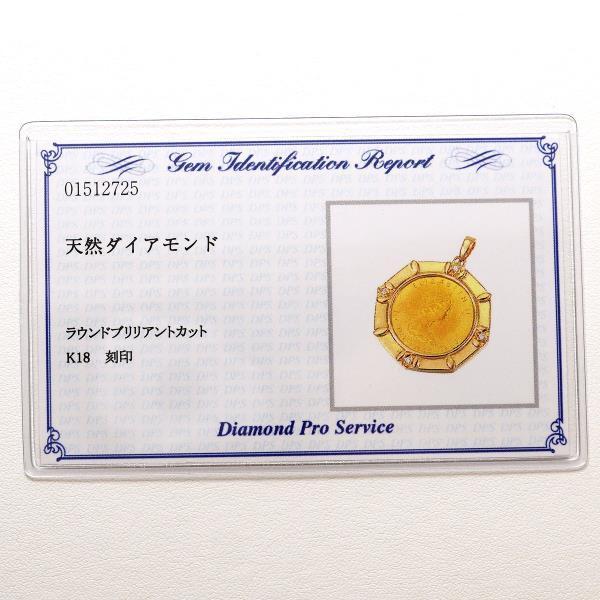 Gem Identification Report
01512725
天然ダイアモンド
ラウンドブリリアントカット
K18 刻印
Diamond Pro Service